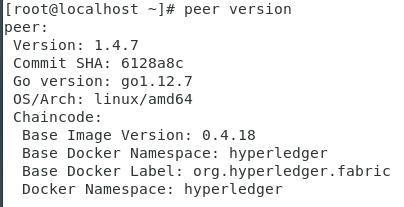 [root@localhost ~]# peer version
peer:
 Version: 1.4.7
 Commit SHA: 6128a8c
 Go version: go1.12.7
 OS/Arch: linux/amd64
 Chaincode:
  Base Image Version: 0.4.18
  Base Docker Namespace: hyperledger
  Base Docker Label: org.hyperledger.fabric
  Docker Namespace: hyperledger